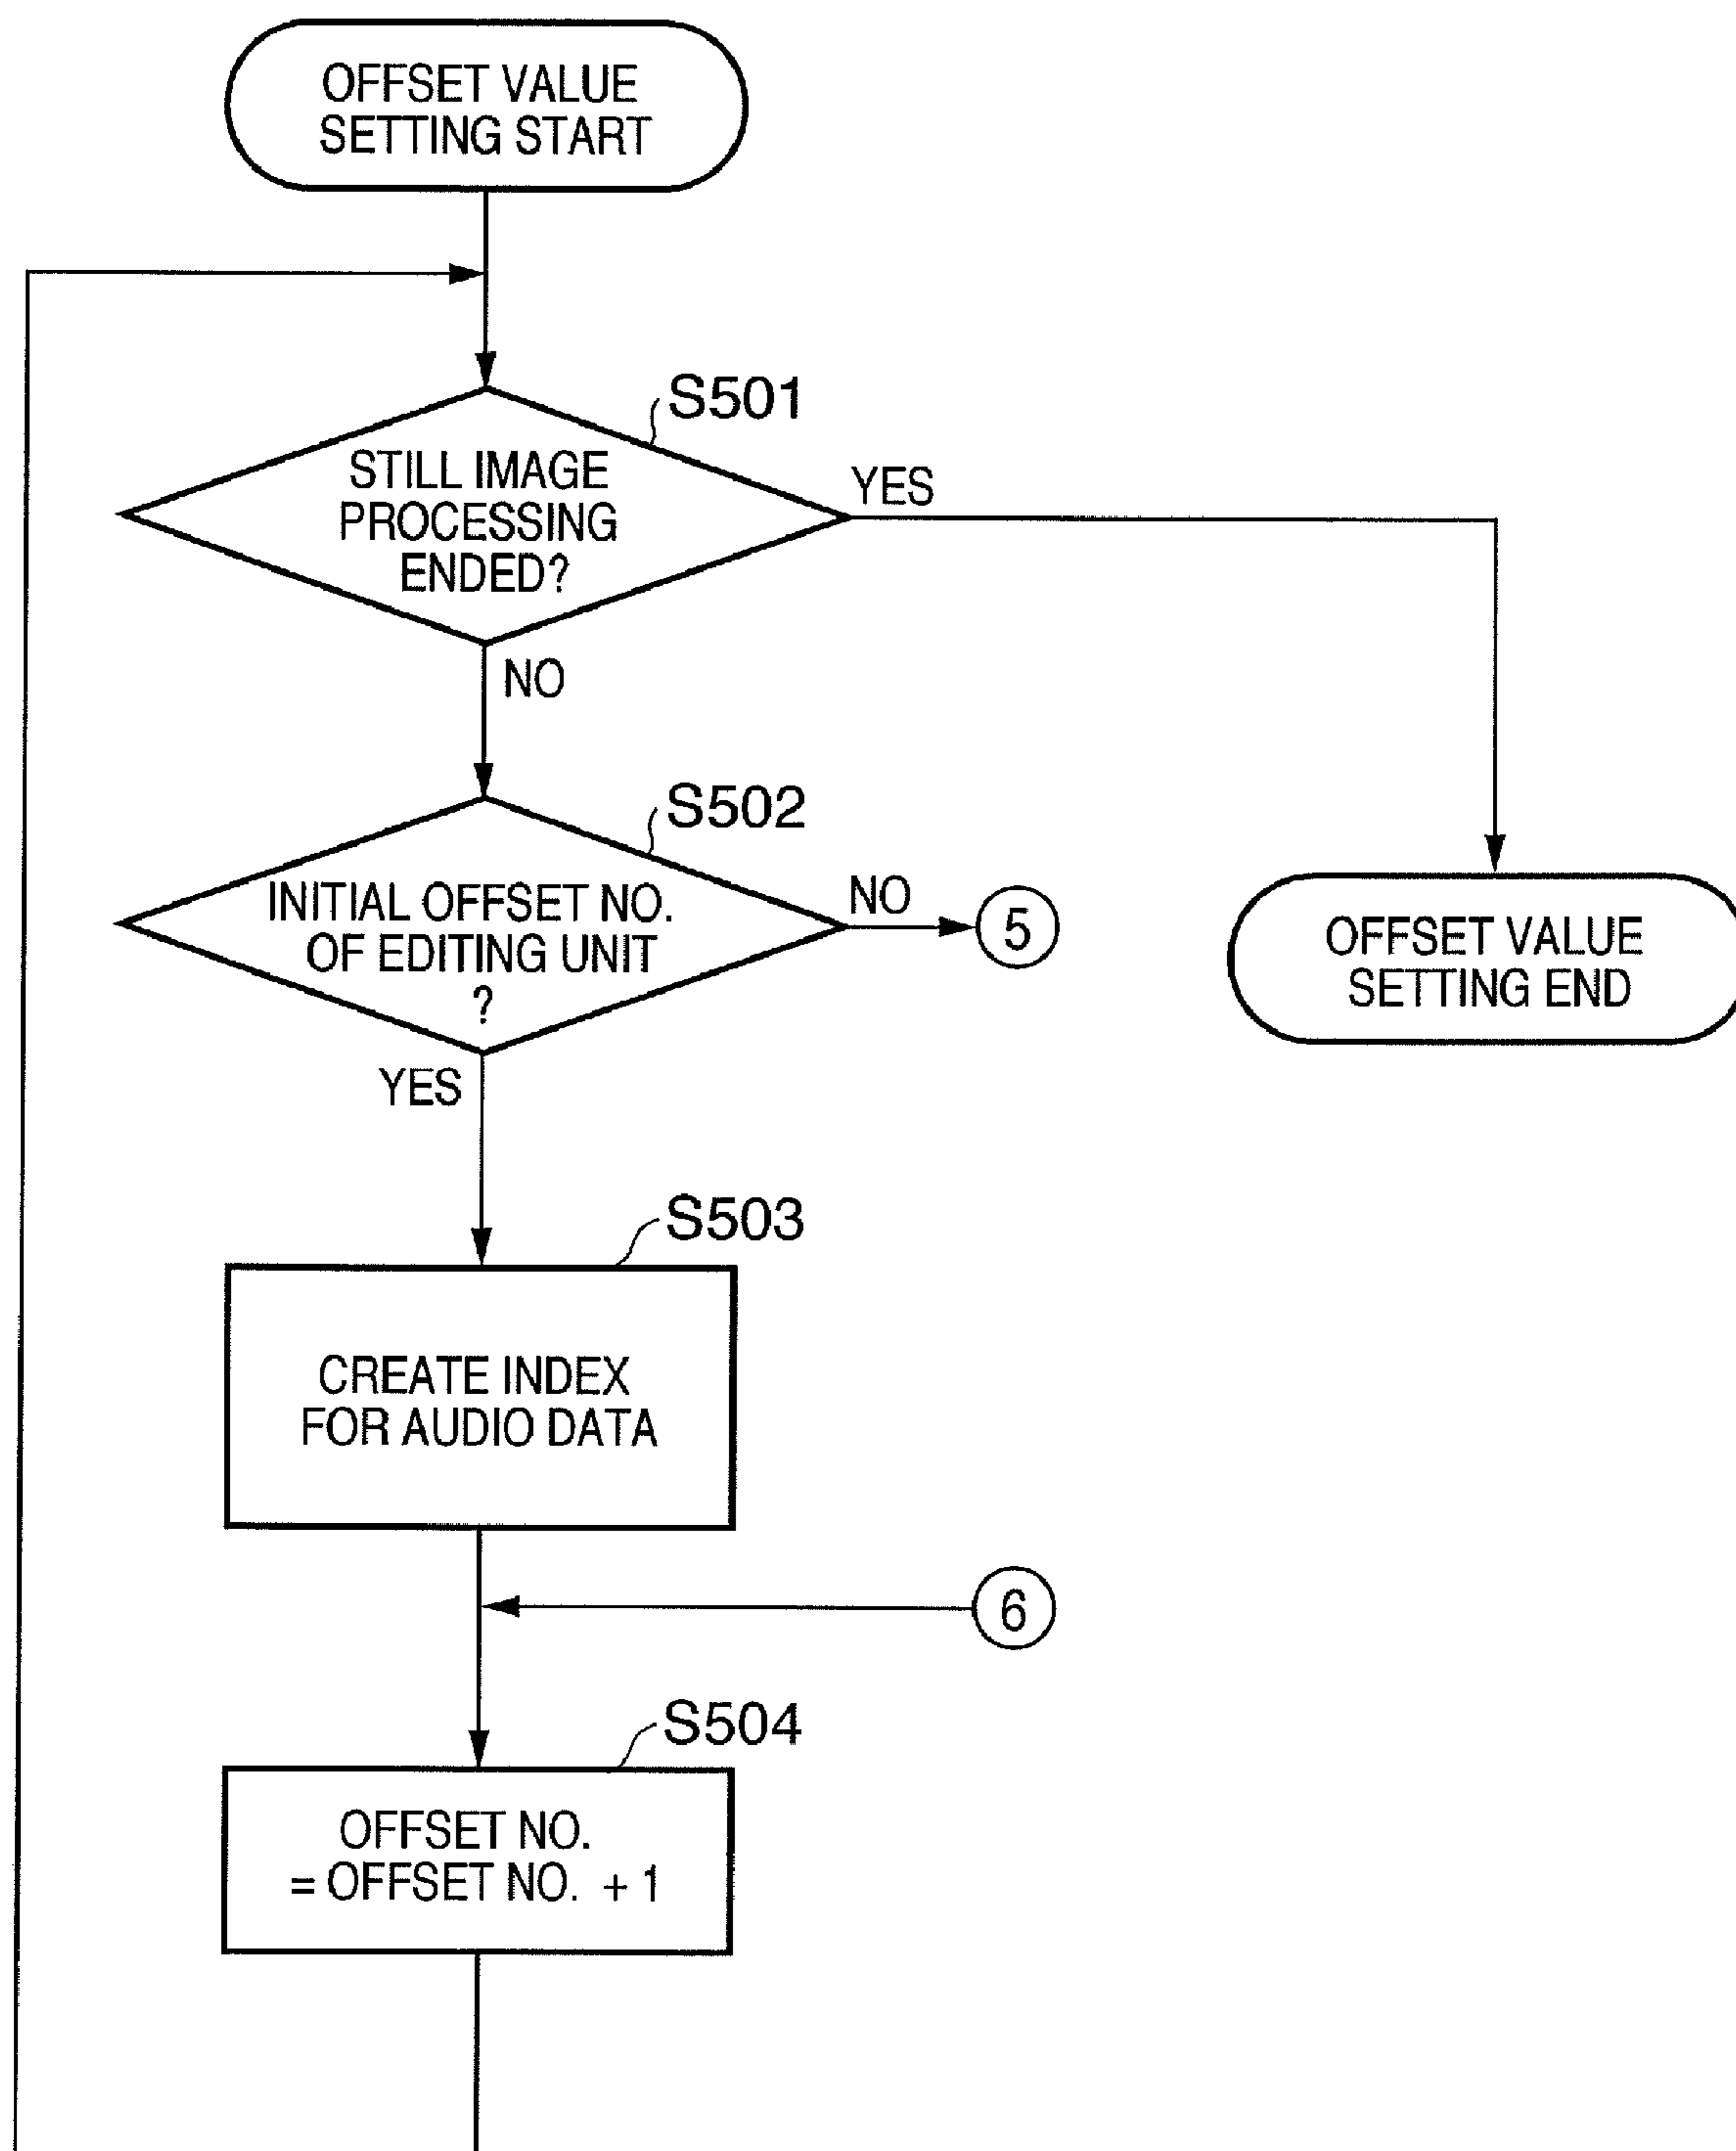 OFFSET VALUE
SETTING START
S501
STILL IMAGE
PROCESSING
ENDED?
YES
NO
S502
INITIAL OFFSET NO.
OF EDITING UNIT
?
NO
5
OFFSET VALUE
SETTING END
YES
S503
CREATE INDEX
FOR AUDIO DATA
6
S504
OFFSET NO.
= OFFSET NO. + 1